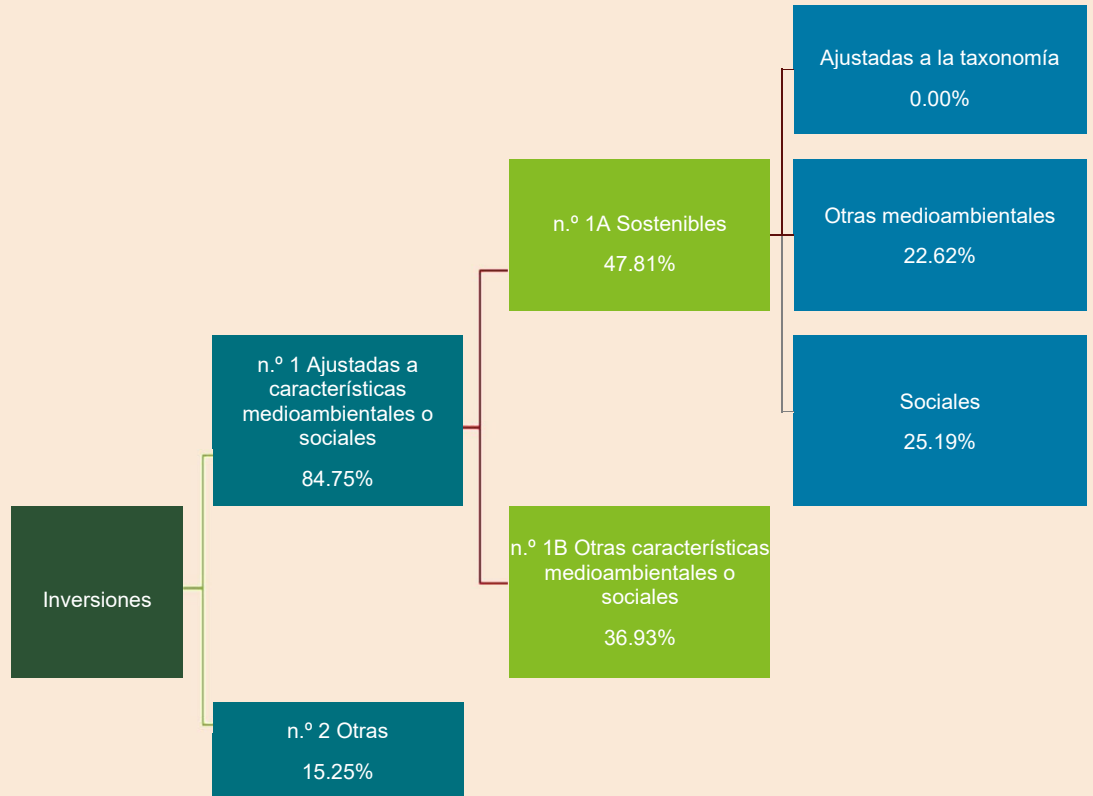 Inversiones
n.º 1 Ajustadas a
características
medioambientales o
sociales
84.75%
n.º 2 Otras
15.25%
n.º 1A Sostenibles
47.81%
n.º 1B Otras características
medioambientales o
sociales
36.93%
Ajustadas a la taxonomía
0.00%
Otras medioambientales
22.62%
Sociales
25.19%